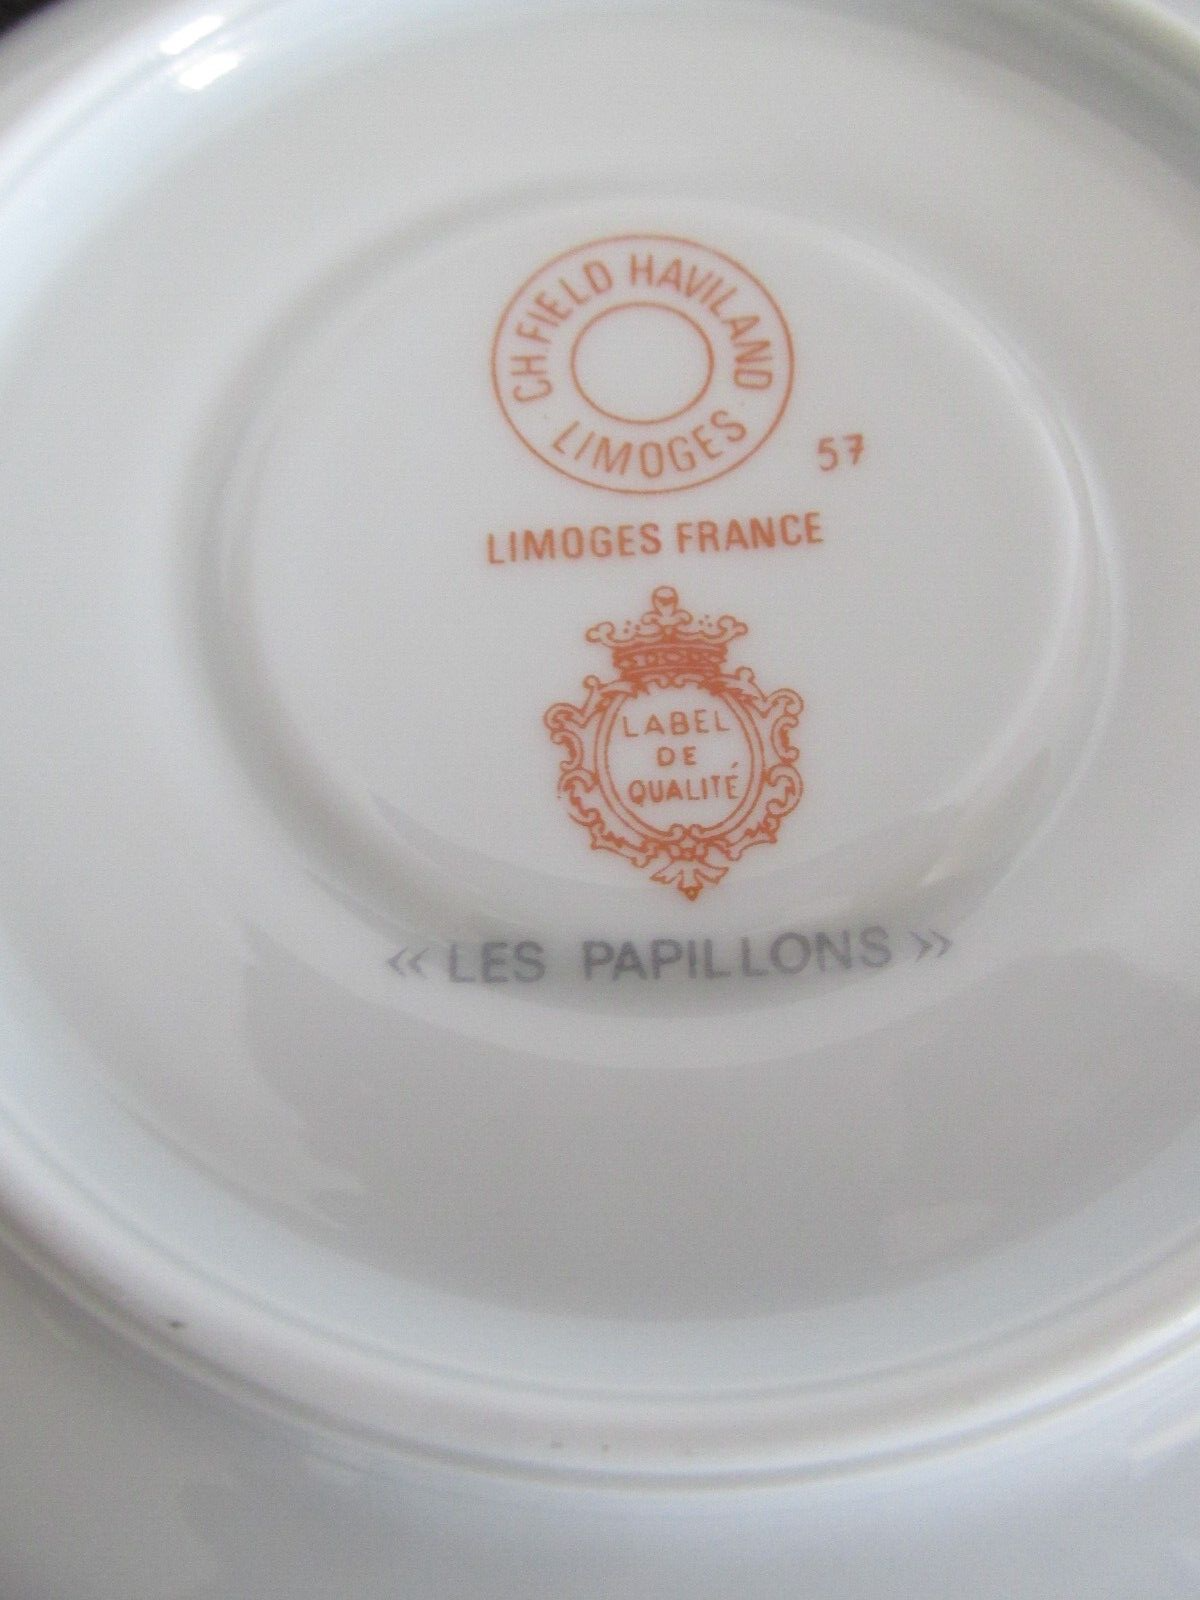 CH. FIELD HAVILAND
LIMOGES
57
LIMOGES FRANCE
LABEL
DE
QUALITÉ
« LES PAPILLONS »